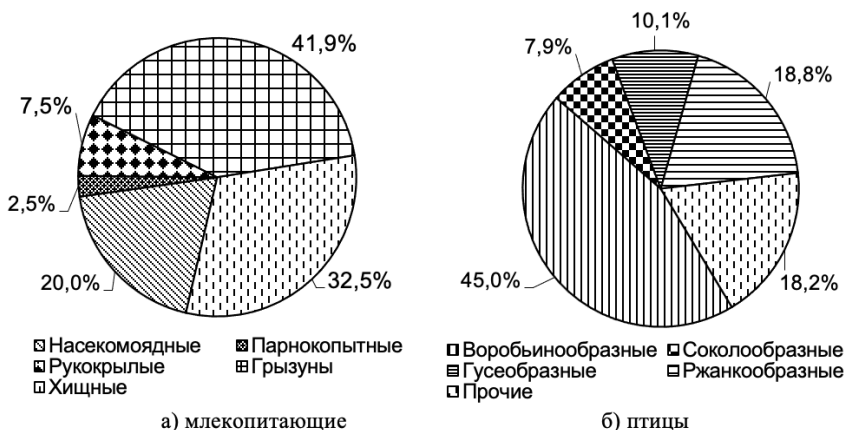 41,9%
7,5%
2,5%
20,0%
32,5%
Насекомоядные Парнокопытные
Рукокрылые Грызуны
Хищные
а) млекопитающие
10,1%
7,9%
18,8%
45,0%
18,2%
Воробьинообразные Соколообразные
Гусеобразные Ржанкообразные
Прочие
б) птицы